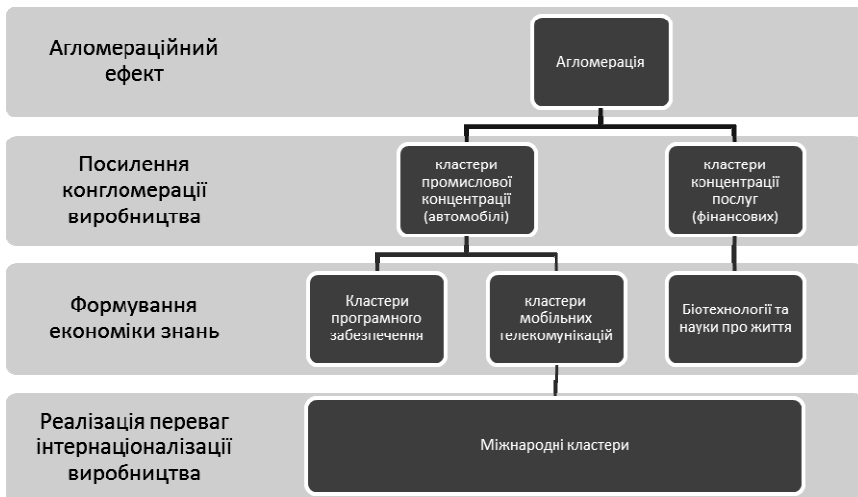 Агломераційний
ефект
Агломерація
Посилення
конгломерації
виробництва
кластери
промислової
концентрації
(автомобілі)
кластери
концентрації
послуг
(фінансових)
Формування
економіки знань
Кластери
програмного
забезпечення
кластери
мобільних
телекомунікацій
Біотехнології та
науки про життя
Реалізація переваг
інтернаціоналізації
виробництва
Міжнародні кластери